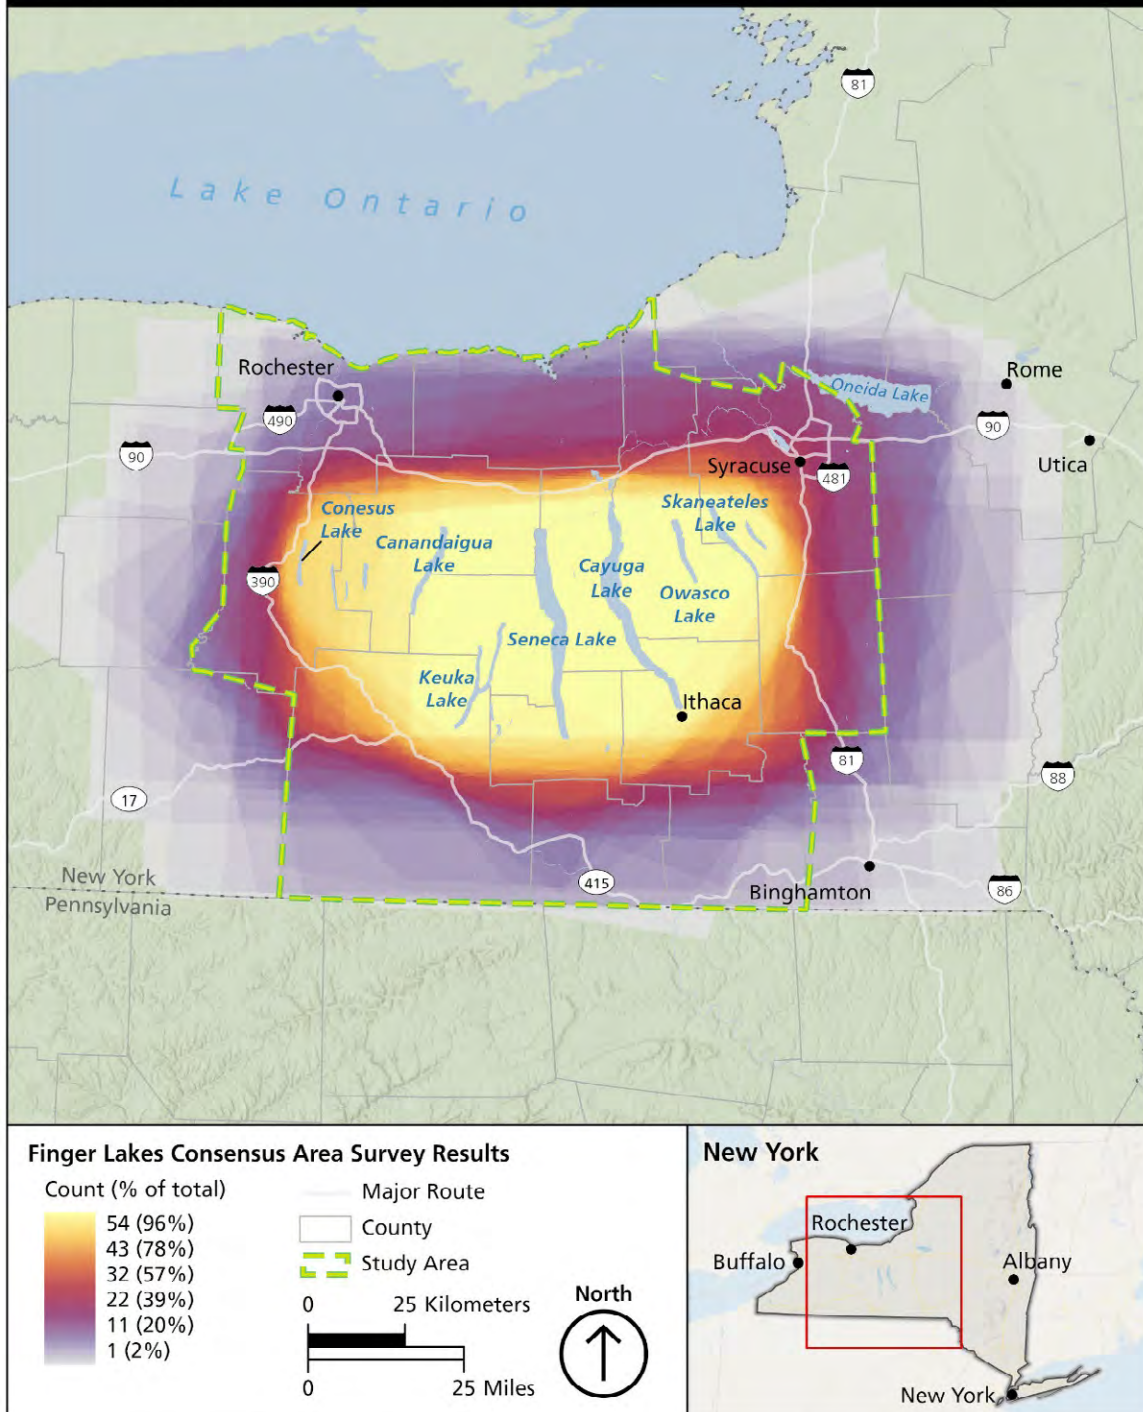 81
Lake Ontario
Rochester
Rome
Oneida Lake
490
90
90
Syracuse
Utica
481
Skaneateles
Lake
Conesus
Lake
Canandaigua
Lake
Cayuga
Lake
390
Owasco
Lake
Seneca Lake
Keuka
Lake
Ithaca
81
88
17
New York
Pennsylvania
415
Binghamton
86
Finger Lakes Consensus Area Survey Results
Count (% of total)
54 (96%)
43 (78%)
32 (57%)
22 (39%)
11 (20%)
1 (2%)
Major Route
County
Study Area
0 25 Kilometers
0 25 Miles
North
New York
Rochester
Buffalo
Albany
New York